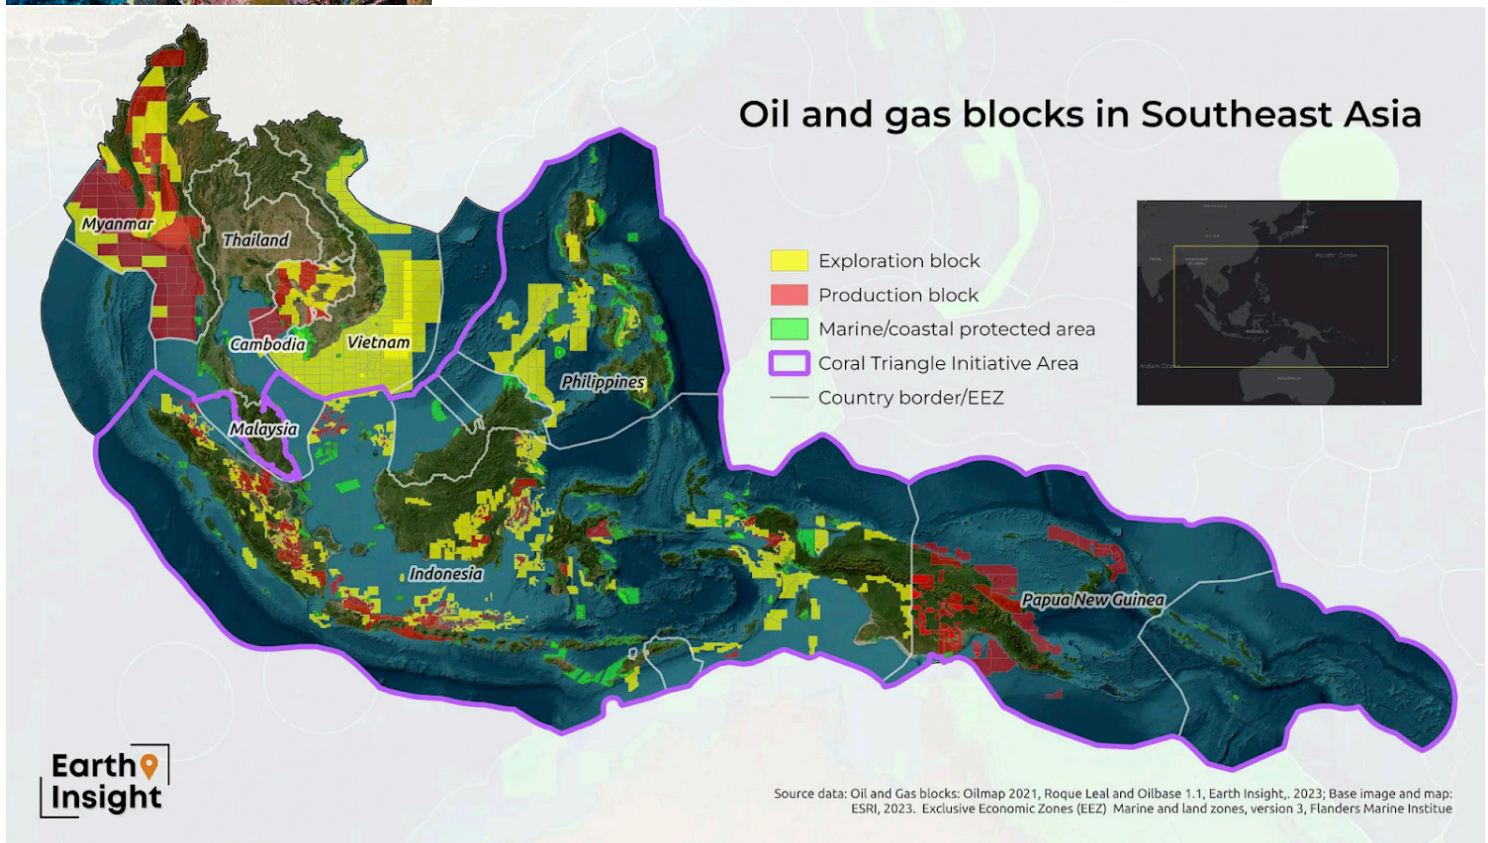 Oil and gas blocks in Southeast Asia
Myanmar
Thailand
Cambodia
Vietnam
Philippines
Malaysia
Indonesia
Papua New Guinea
Exploration block
Production block
Marine/coastal protected area
Coral Triangle Initiative Area
Country border/EEZ
Pacific Ocean
Earth
Insight
Source data: Oil and Gas blocks: Oilmap 2021, Roque Leal and Oilbase 1.1, Earth Insight,. 2023; Base image and map:
ESRI, 2023. Exclusive Economic Zones (EEZ) Marine and land zones, version 3, Flanders Marine Institue